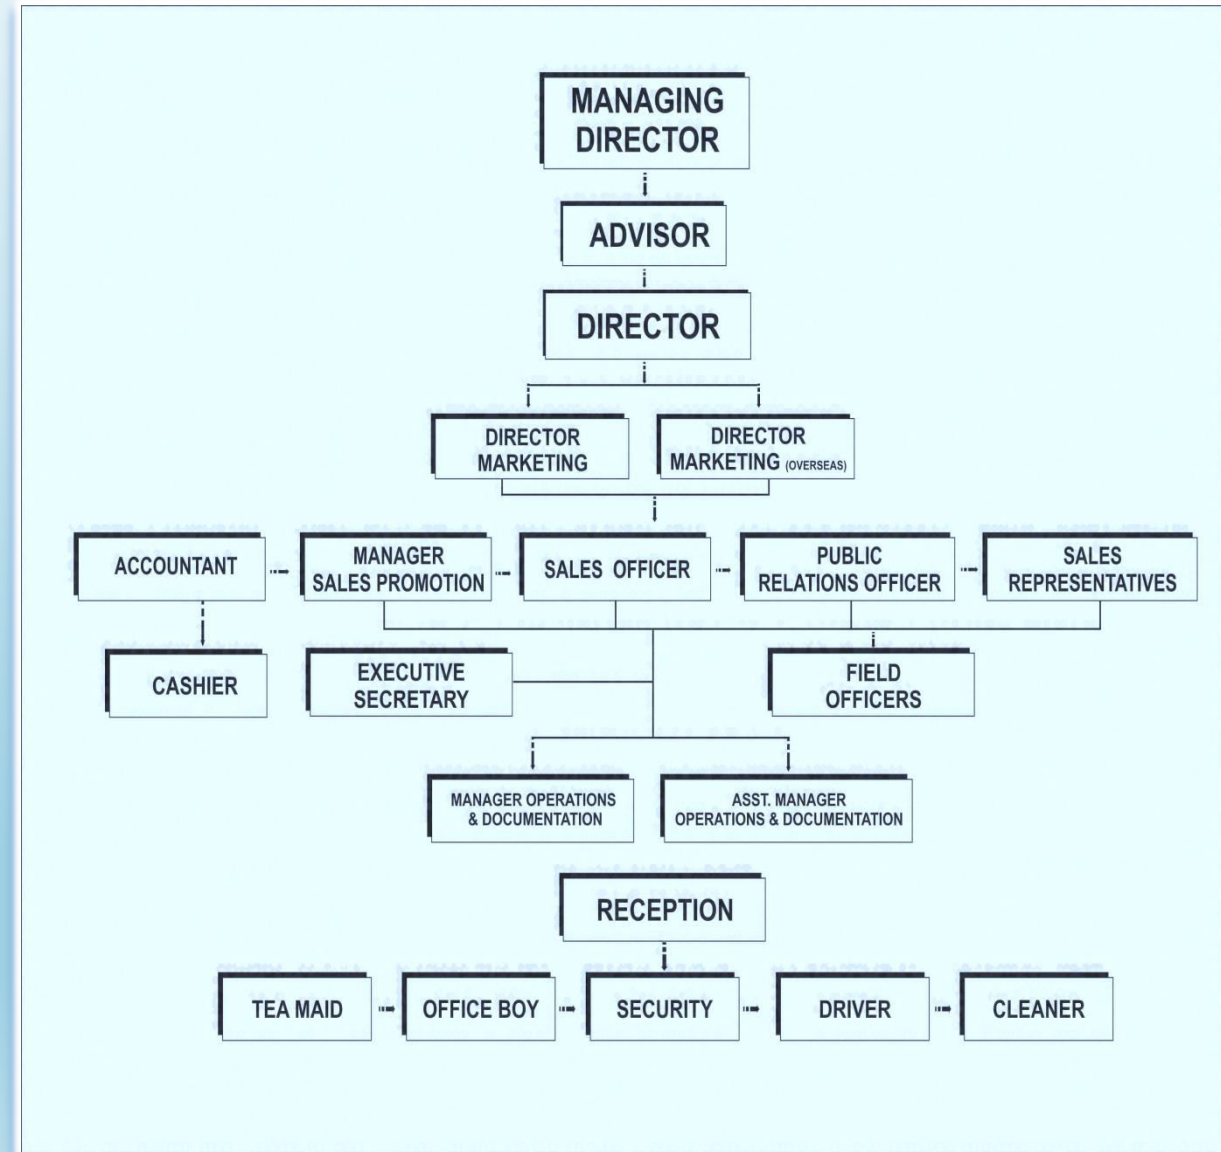 MANAGING
DIRECTOR
ADVISOR
DIRECTOR
DIRECTOR
MARKETING
DIRECTOR
MARKETING (OVERSEAS)
ACCOUNTANT
MANAGER
SALES PROMOTION
SALES OFFICER
PUBLIC
RELATIONS OFFICER
SALES
REPRESENTATIVES
CASHIER
EXECUTIVE
SECRETARY
FIELD
OFFICERS
MANAGER OPERATIONS
& DOCUMENTATION
ASST. MANAGER
OPERATIONS & DOCUMENTATION
RECEPTION
TEA MAID
OFFICE BOY
SECURITY
DRIVER
CLEANER